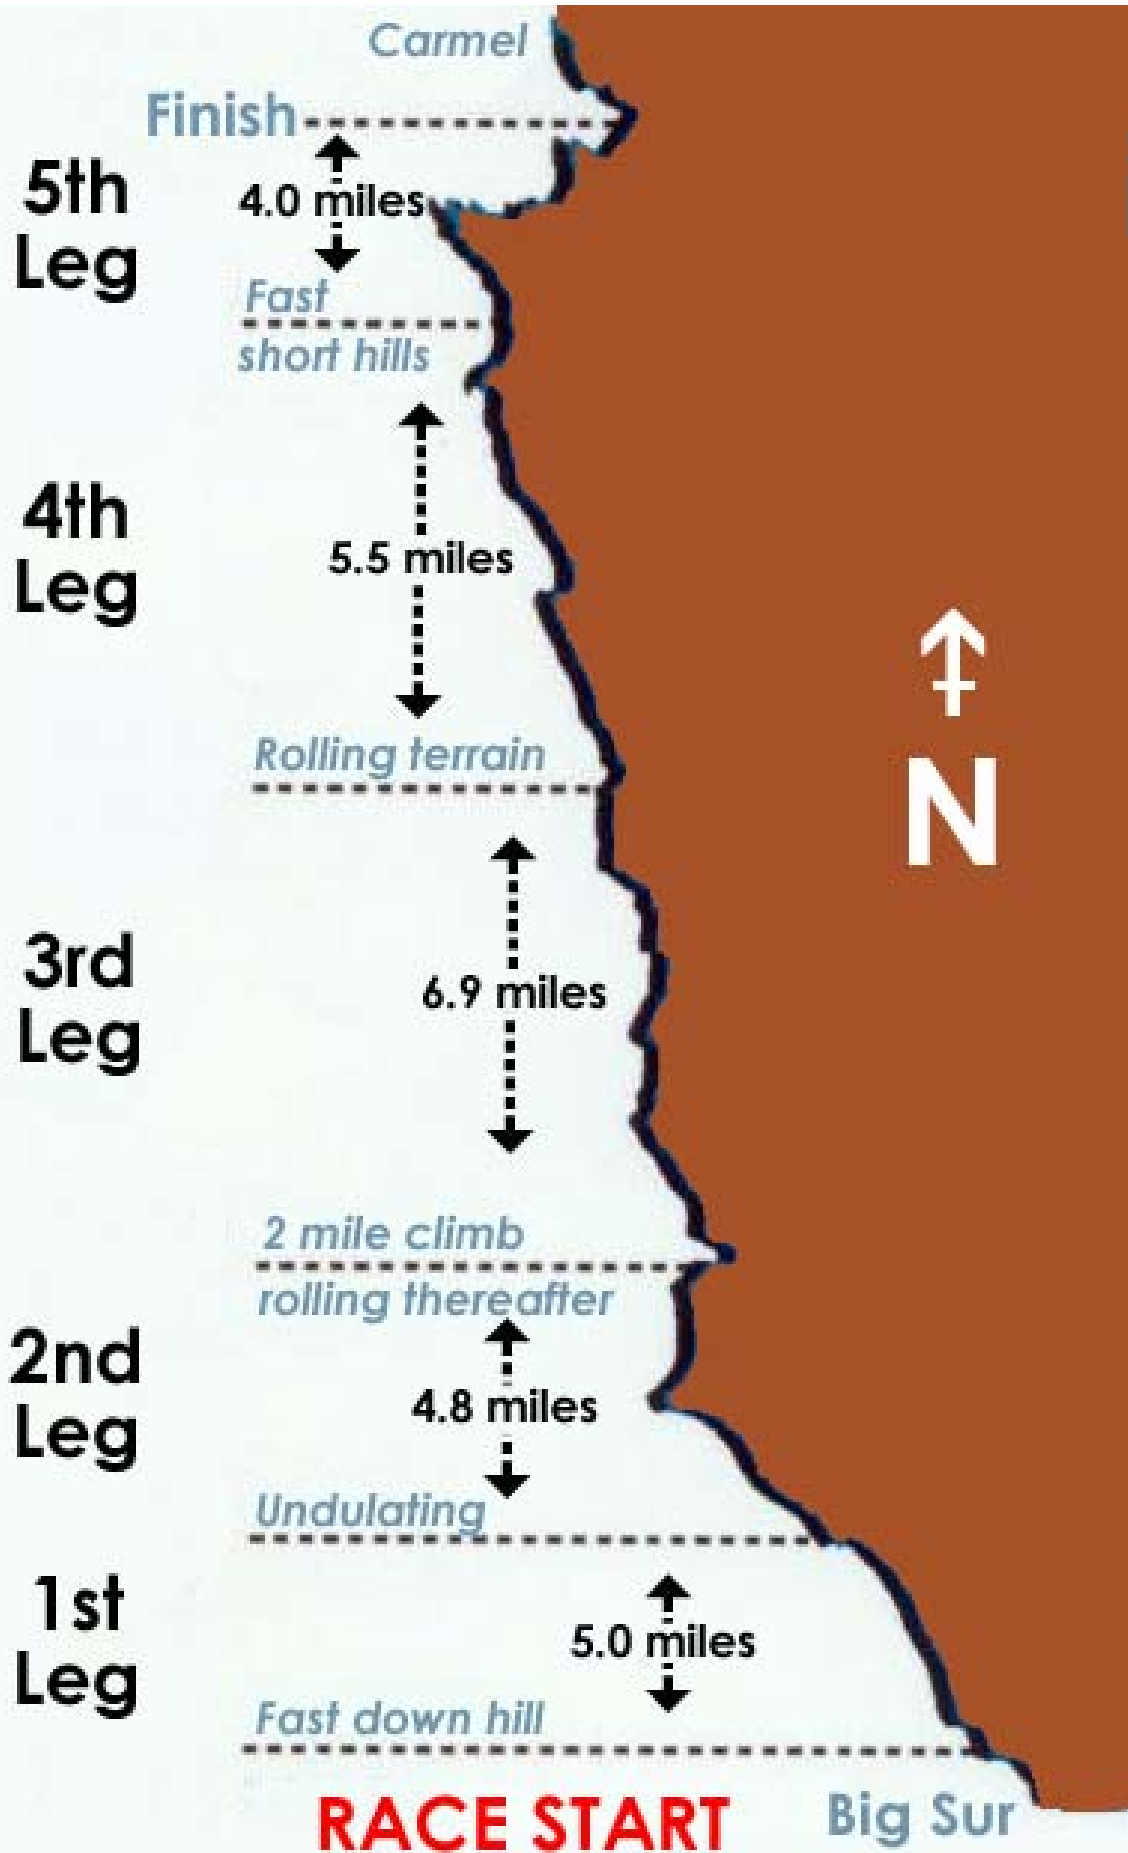 Carmel
Finish
5th
Leg
4.0 miles
Fast
short hills
4th
Leg
5.5 miles
Rolling terrain
N
3rd
Leg
6.9 miles
2 mile climb
rolling thereafter
2nd
Leg
4.8 miles
Undulating
1st
Leg
5.0 miles
Fast down hill
RACE START
Big Sur